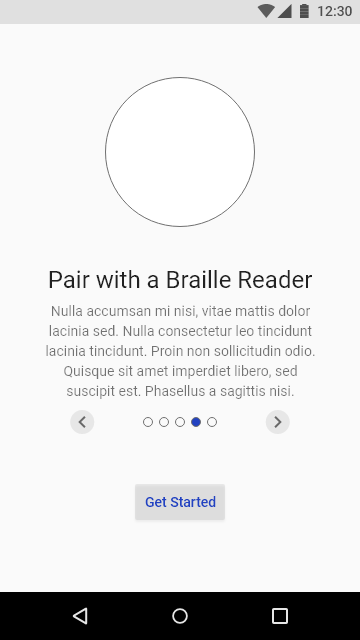 12:30
Pair with a Braille Reader
Nulla accumsan mi nisi, vitae mattis dolor
lacinia sed. Nulla consectetur leo tincidunt
lacinia tincidunt. Proin non sollicitudin odio.
Quisque sit amet imperdiet libero, sed
suscipit est. Phasellus a sagittis nisi.
Get Started